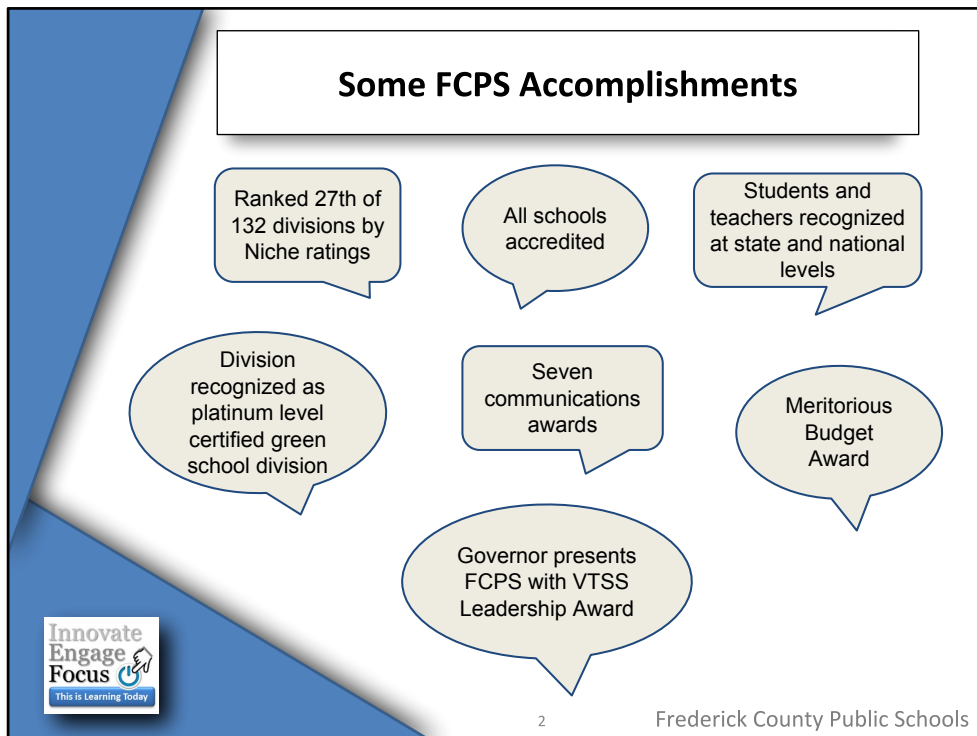 Some FCPS Accomplishments
Ranked 27th of
132 divisions by
Niche ratings
All schools
accredited
Students and
teachers recognized
at state and national
levels
Division
recognized as
platinum level
certified green
school division
Seven
communications
awards
Meritorious
Budget
Award
Governor presents
FCPS with VTSS
Leadership Award
Innovate
Engage
Focus
This is Learning Today
2
Frederick County Public Schools